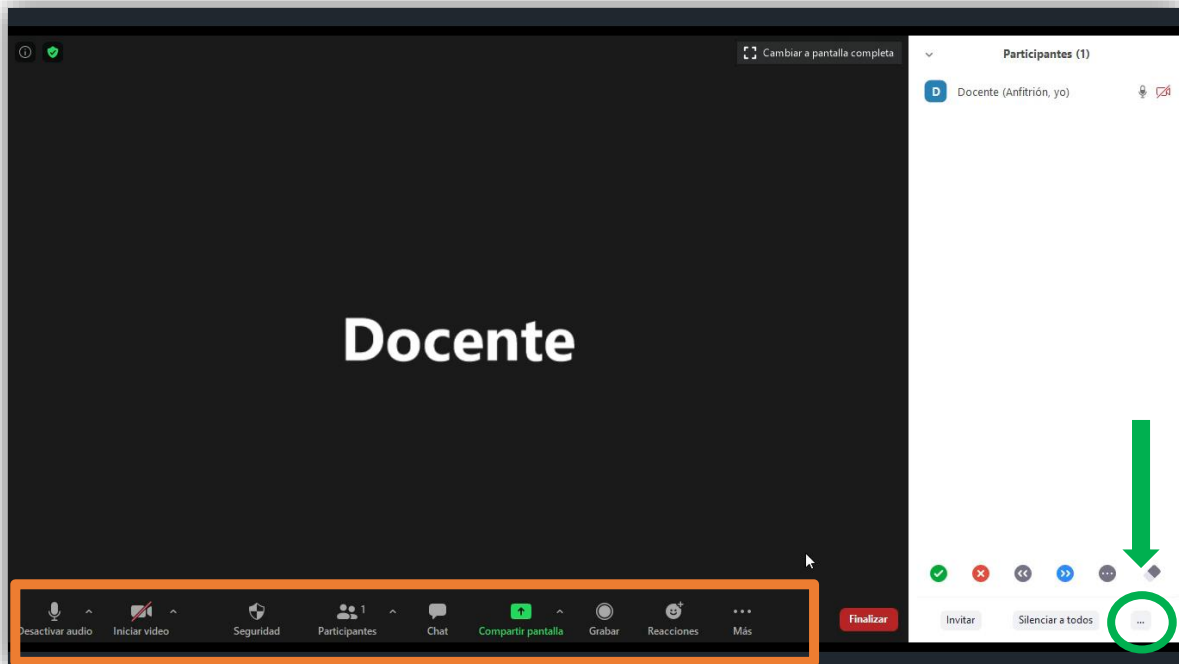 Cambiar a pantalla completa
Participantes (1)
D Docente (Anfitrión, yo)
Docente
1
Desactivar audio
Iniciar video
Seguridad
Participantes
Chat
Compartir pantalla
Grabar
Reacciones
Más
Finalizar
Invitar
Silenciar a todos
...